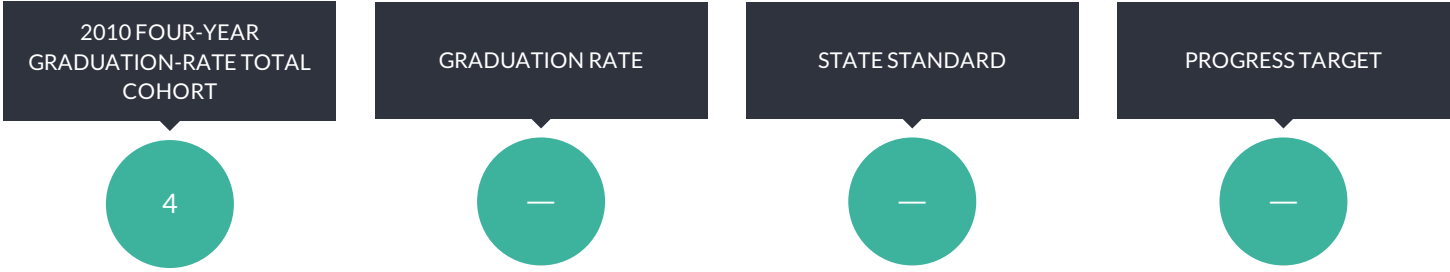 2010 FOUR-YEAR
GRADUATION-RATE TOTAL
COHORT
GRADUATION RATE
STATE STANDARD
PROGRESS TARGET
4
—
—
—